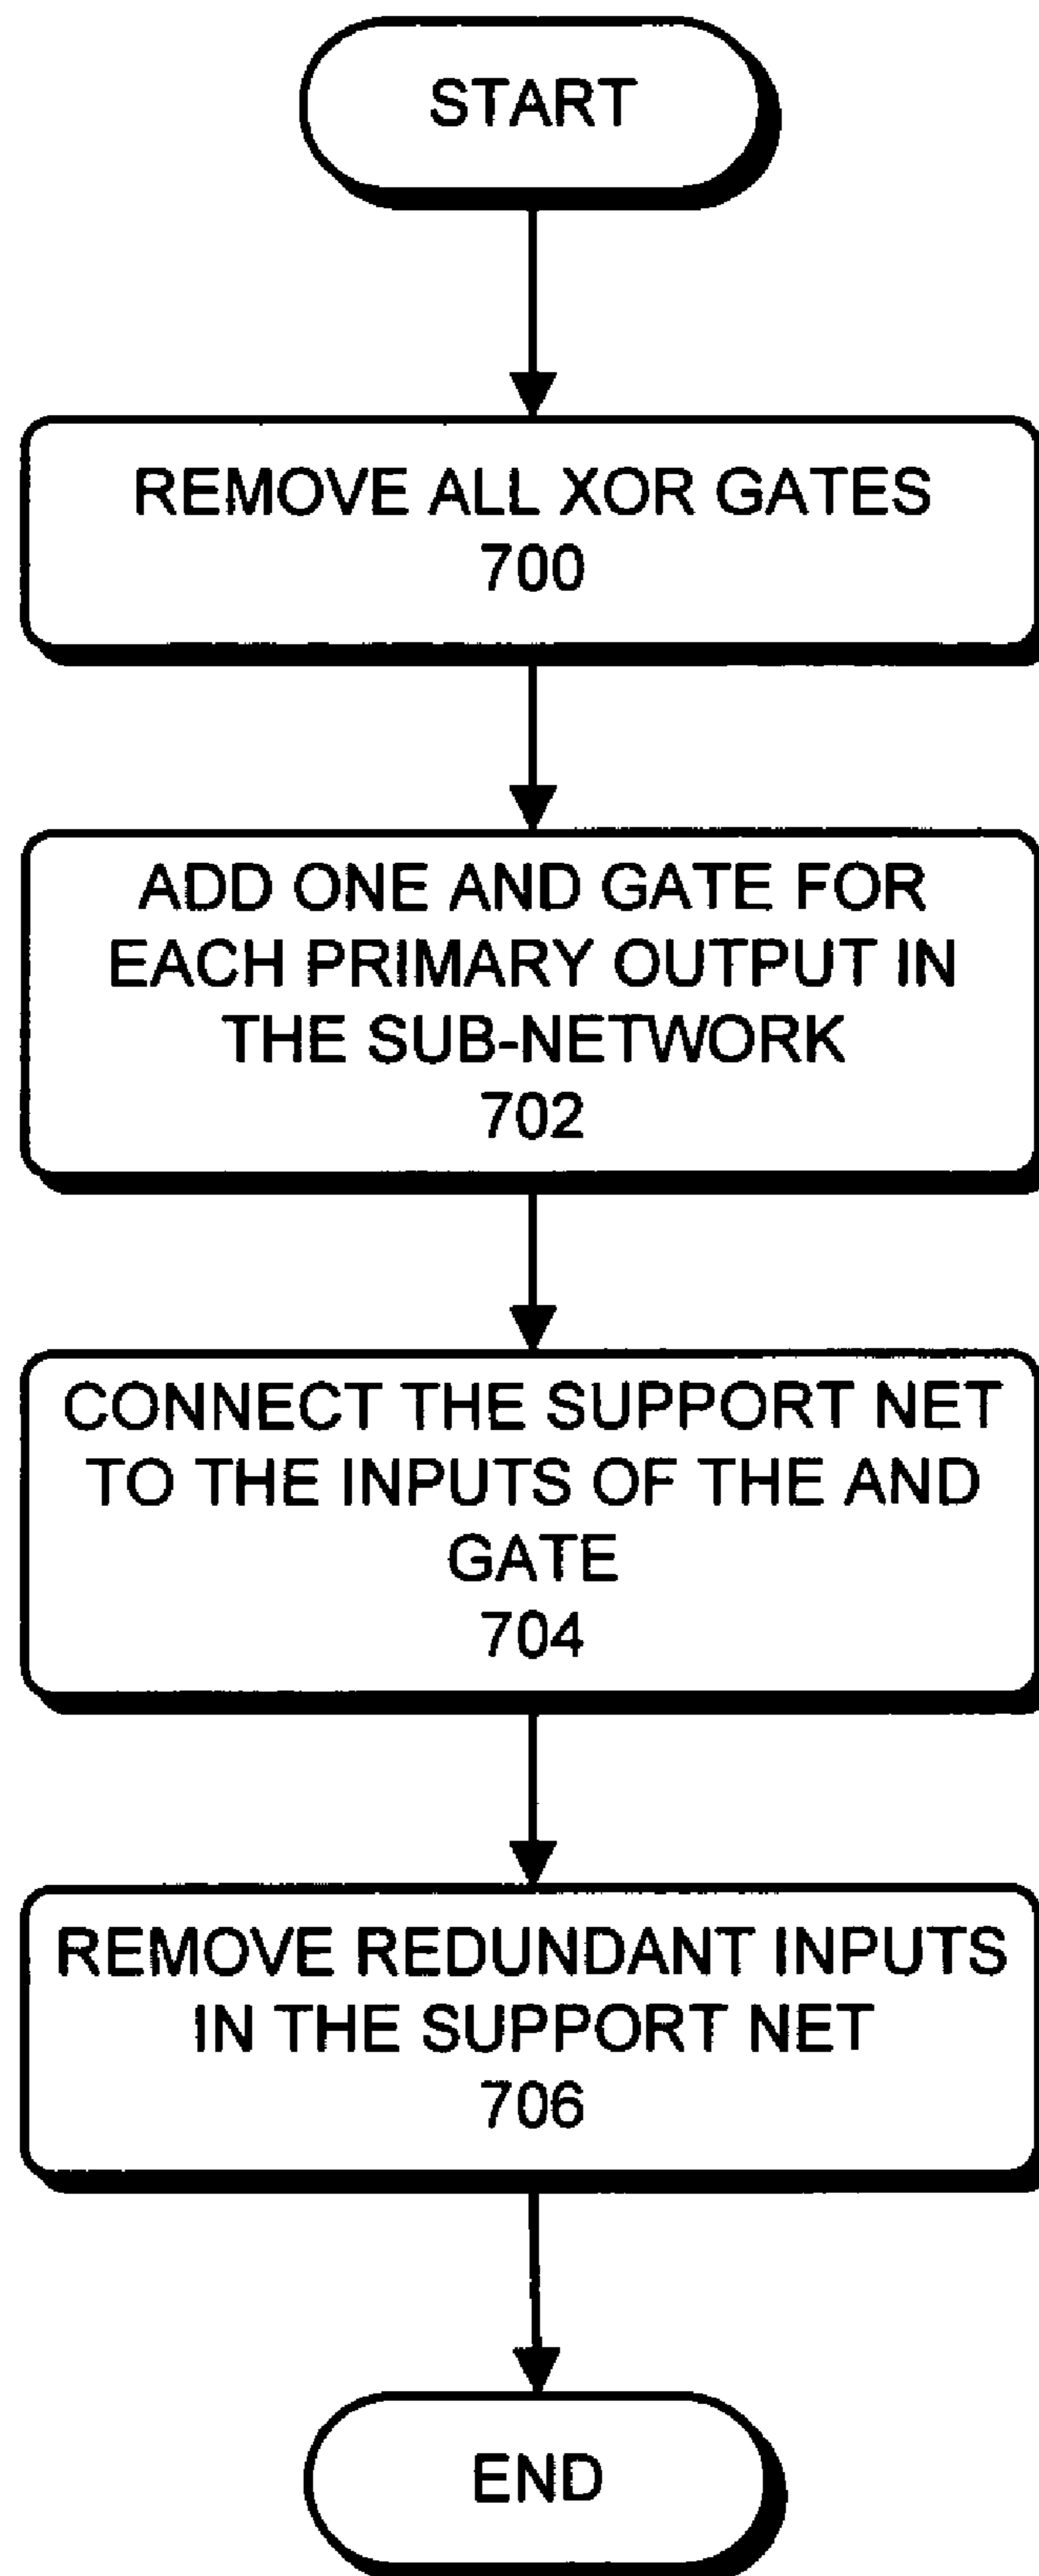 START
REMOVE ALL XOR GATES
700
ADD ONE AND GATE FOR
EACH PRIMARY OUTPUT IN
THE SUB-NETWORK
702
CONNECT THE SUPPORT NET
TO THE INPUTS OF THE AND
GATE
704
REMOVE REDUNDANT INPUTS
IN THE SUPPORT NET
706
END